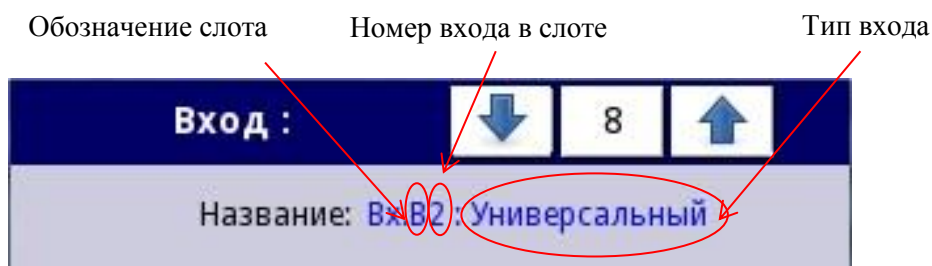 Обозначение слота Номер входа в слоте Тип входа
Вход : 8
Название: Вх.В2 : Универсальный